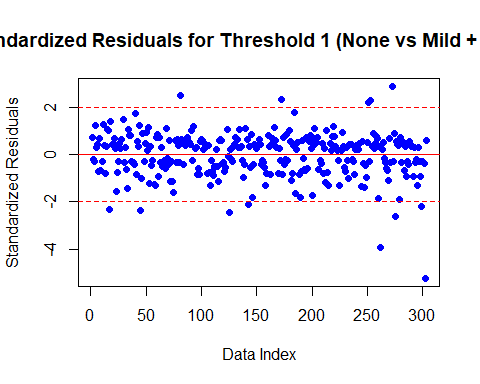 ndardized Residuals for Threshold 1 (None vs Mild +
Standardized Residuals
2
0
-2
-4
0 50 100 150 200 250 300
Data Index